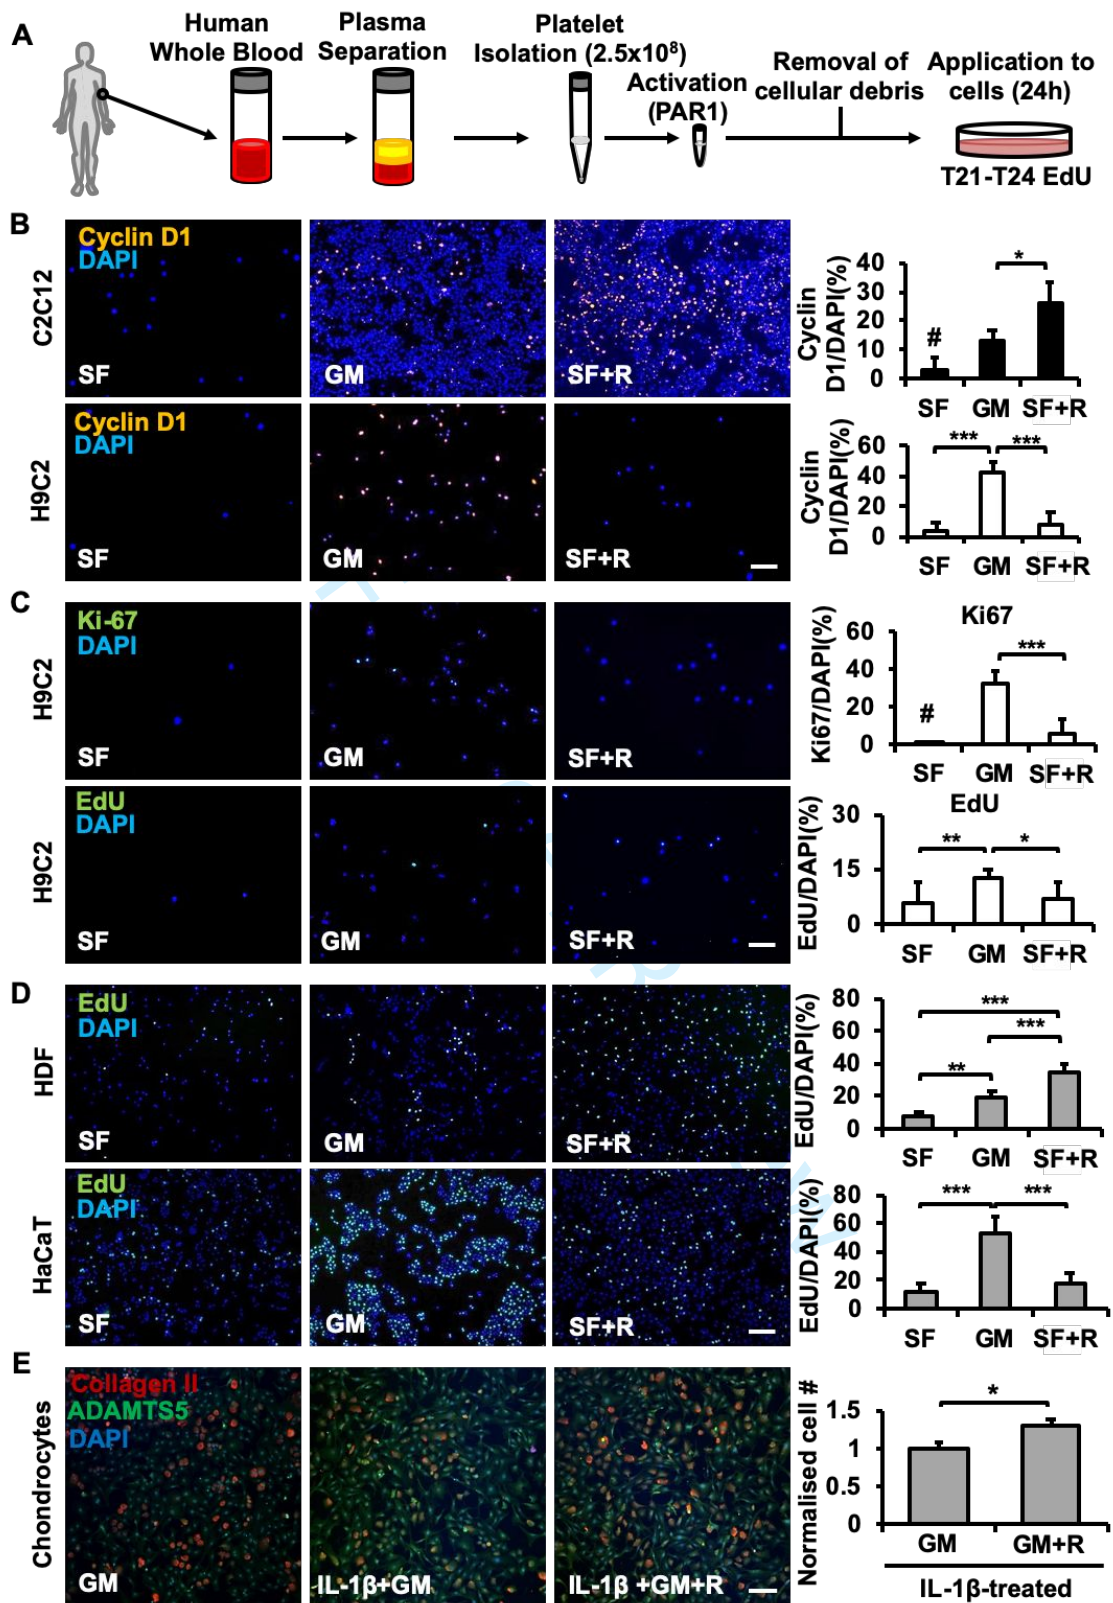 A
Human
Whole Blood
Plasma
Separation
Platelet
Isolation (2.5x10⁸)
Activation
(PAR1)
Removal of
cellular debris
Application to
cells (24h)
T21-T24 EdU
B
C2C12
Cyclin D1
DAPI
SF
GM
SF+R
Cyclin
D1/DAPI(%)
40
30
20
10
0
#
*
SF GM SF+R
H9C2
Cyclin D1
DAPI
SF
GM
SF+R
Cyclin
D1/DAPI(%)
60
40
20
0
*** ***
SF GM SF+R
C
H9C2
Ki-67
DAPI
SF
GM
SF+R
Ki67
Ki67/DAPI(%)
60
40
20
0
#
***
SF GM SF+R
H9C2
EdU
DAPI
SF
GM
SF+R
EdU
EdU/DAPI(%)
30
15
0
** *
SF GM SF+R
D
HDF
EdU
DAPI
SF
GM
SF+R
EdU/DAPI(%)
80
60
40
20
0
***
***
**
SF GM SF+R
HaCaT
EdU
DAPI
SF
GM
SF+R
EdU/DAPI(%)
80
60
40
20
0
*** ***
SF GM SF+R
E
Chondrocytes
Collagen II
ADAMTS5
DAPI
GM
IL-1β+GM
IL-1β +GM+R
Normalised cell #
1.5
1
0.5
0
*
GM GM+R
IL-1β-treated